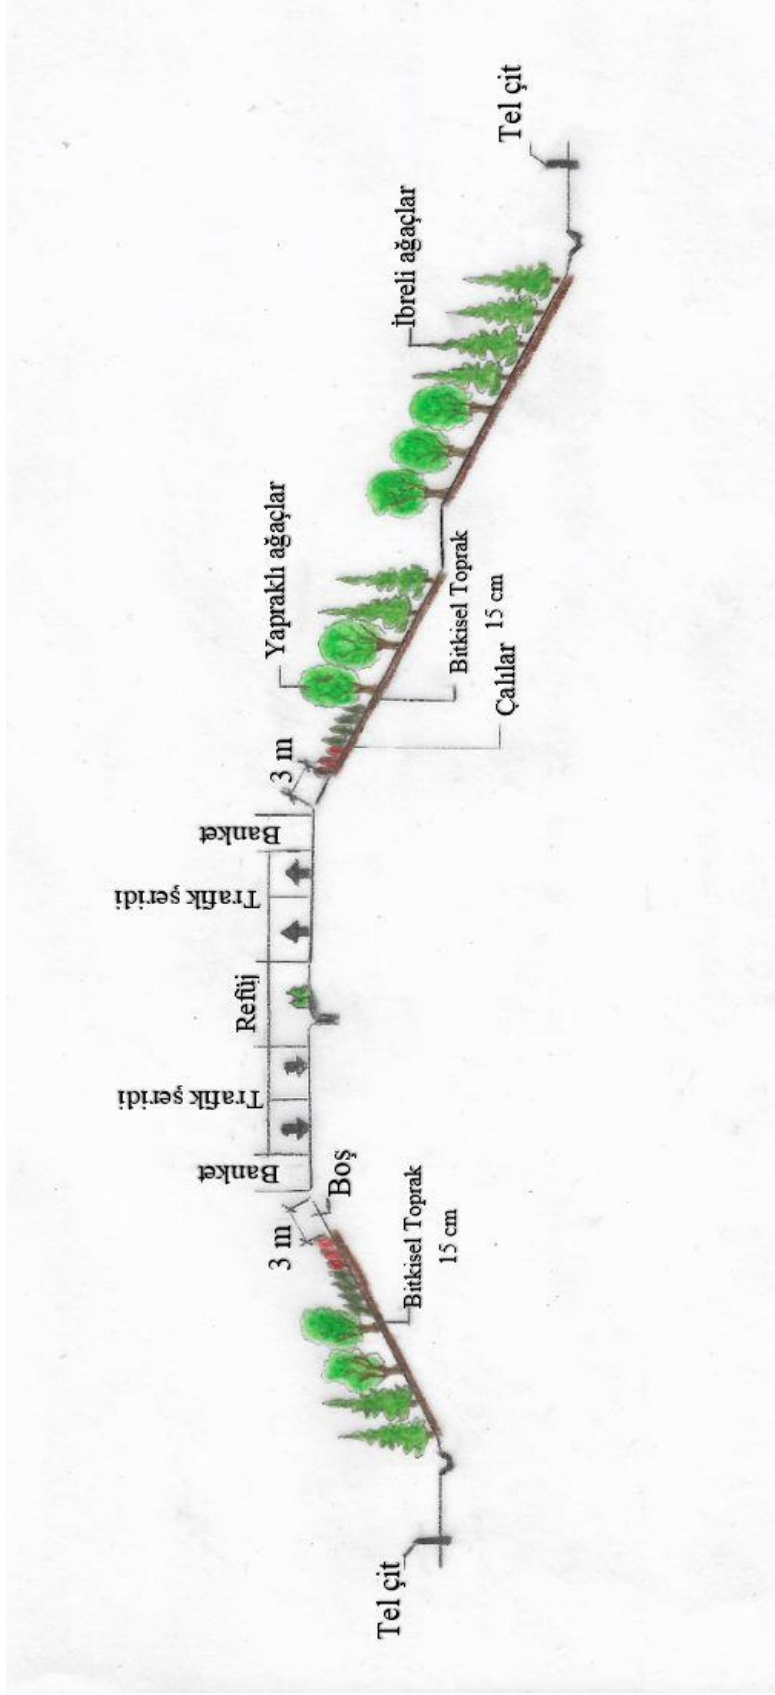 Tel çit
3 m
Boş
Bitkisel Toprak
15 cm
Banket
Trafik şeridi
Refüj
Trafik şeridi
Banket
3 m
Yapraklı ağaçlar
Bitkisel Toprak
15 cm
Çalılar
İbreli ağaçlar
Tel çit